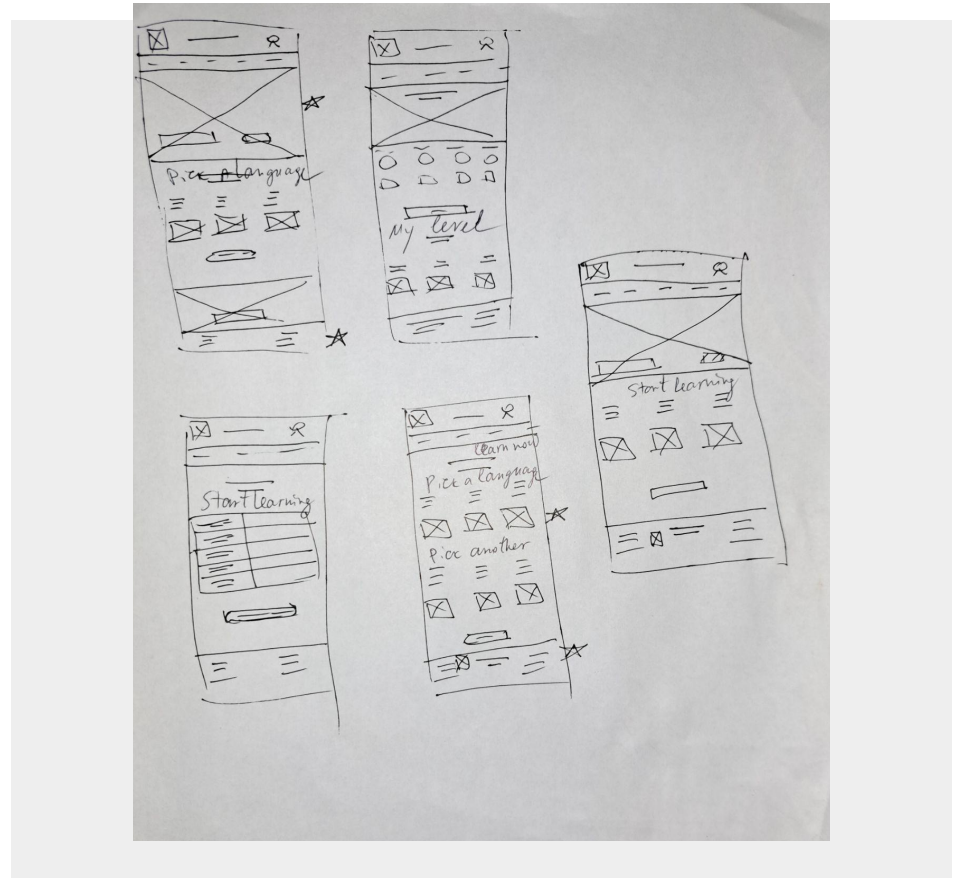 Pick A language
My level
Start learning
Start learning
learn now
Pick a language
Pick another